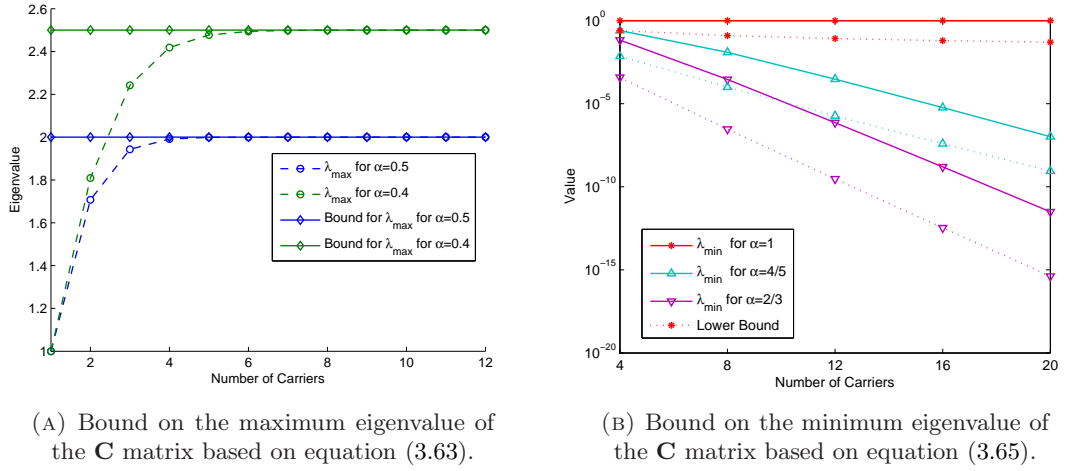 2.6
2.4
2.2
2
1.8
1.6
1.4
1.2
1
Eigenvalue
2 4 6 8 10 12
Number of Carriers
λmax for α=0.5
λmax for α=0.4
Bound for λmax for α=0.5
Bound for λmax for α=0.4
(A) Bound on the maximum eigenvalue of
the C matrix based on equation (3.63).
10^0
10^-5
10^-10
10^-15
10^-20
Value
4 8 12 16 20
Number of Carriers
λmin for α=1
λmin for α=4/5
λmin for α=2/3
Lower Bound
(B) Bound on the minimum eigenvalue of
the C matrix based on equation (3.65).